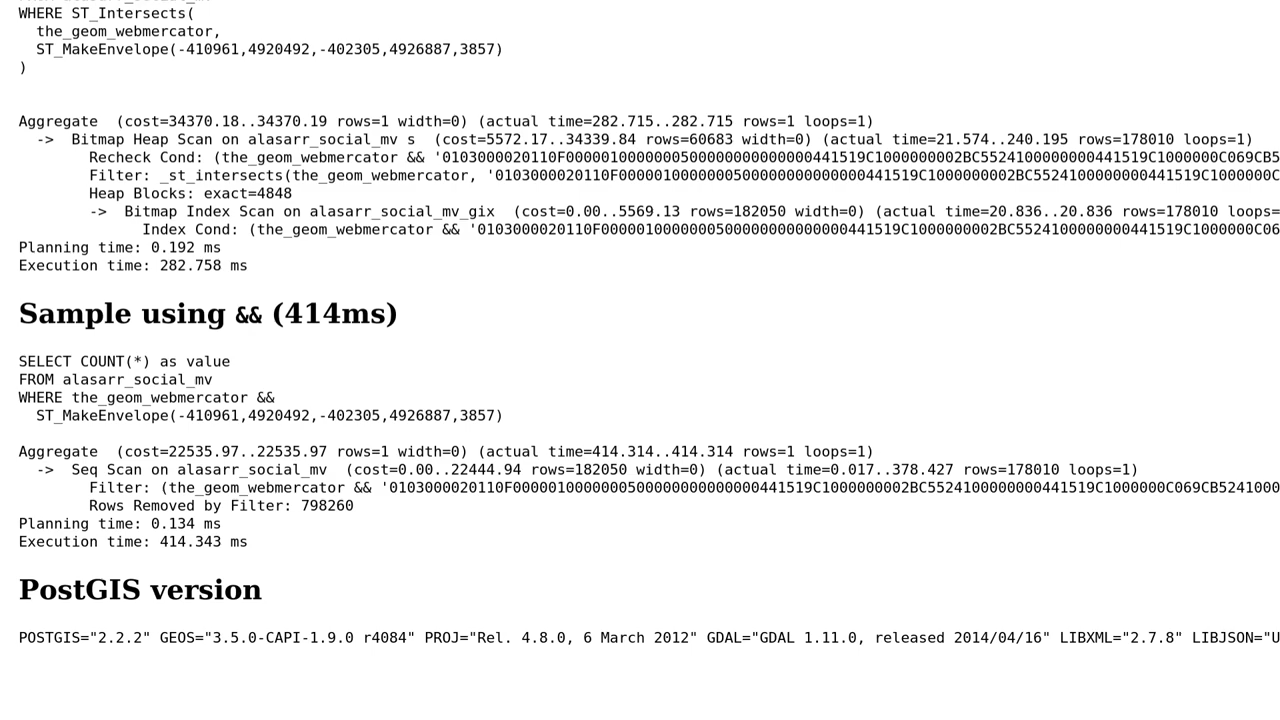 WHERE ST_Intersects(
  the_geom_webmercator,
  ST_MakeEnvelope(-410961,4920492,-402305,4926887,3857)
)
Aggregate  (cost=34370.18..34370.19 rows=1 width=0) (actual time=282.715..282.715 rows=1 loops=1)
  ->  Bitmap Heap Scan on alasarr_social_mv s  (cost=5572.17..34339.84 rows=60683 width=0) (actual time=21.574..240.195 rows=178010 loops=1)
        Recheck Cond: (the_geom_webmercator && '0103000020110F00000100000005000000000000000441519C1000000002BC5524100000000441519C1000000C069CB5
        Filter: _st_intersects(the_geom_webmercator, '0103000020110F00000100000005000000000000000441519C1000000002BC5524100000000441519C1000000C
        Heap Blocks: exact=4848
        ->  Bitmap Index Scan on alasarr_social_mv_gix  (cost=0.00..5569.13 rows=182050 width=0) (actual time=20.836..20.836 rows=178010 loops=
              Index Cond: (the_geom_webmercator && '0103000020110F00000100000005000000000000000441519C1000000002BC5524100000000441519C1000000C06
Planning time: 0.192 ms
Execution time: 282.758 ms
Sample using && (414ms)
SELECT COUNT(*) as value
FROM alasarr_social_mv
WHERE the_geom_webmercator &&
  ST_MakeEnvelope(-410961,4920492,-402305,4926887,3857)
Aggregate  (cost=22535.97..22535.97 rows=1 width=0) (actual time=414.314..414.314 rows=1 loops=1)
  ->  Seq Scan on alasarr_social_mv  (cost=0.00..22444.94 rows=182050 width=0) (actual time=0.017..378.427 rows=178010 loops=1)
        Filter: (the_geom_webmercator && '0103000020110F00000100000005000000000000000441519C1000000002BC5524100000000441519C1000000C069CB5241000
        Rows Removed by Filter: 798260
Planning time: 0.134 ms
Execution time: 414.343 ms
PostGIS version
POSTGIS="2.2.2" GEOS="3.5.0-CAPI-1.9.0 r4084" PROJ="Rel. 4.8.0, 6 March 2012" GDAL="GDAL 1.11.0, released 2014/04/16" LIBXML="2.7.8" LIBJSON="U